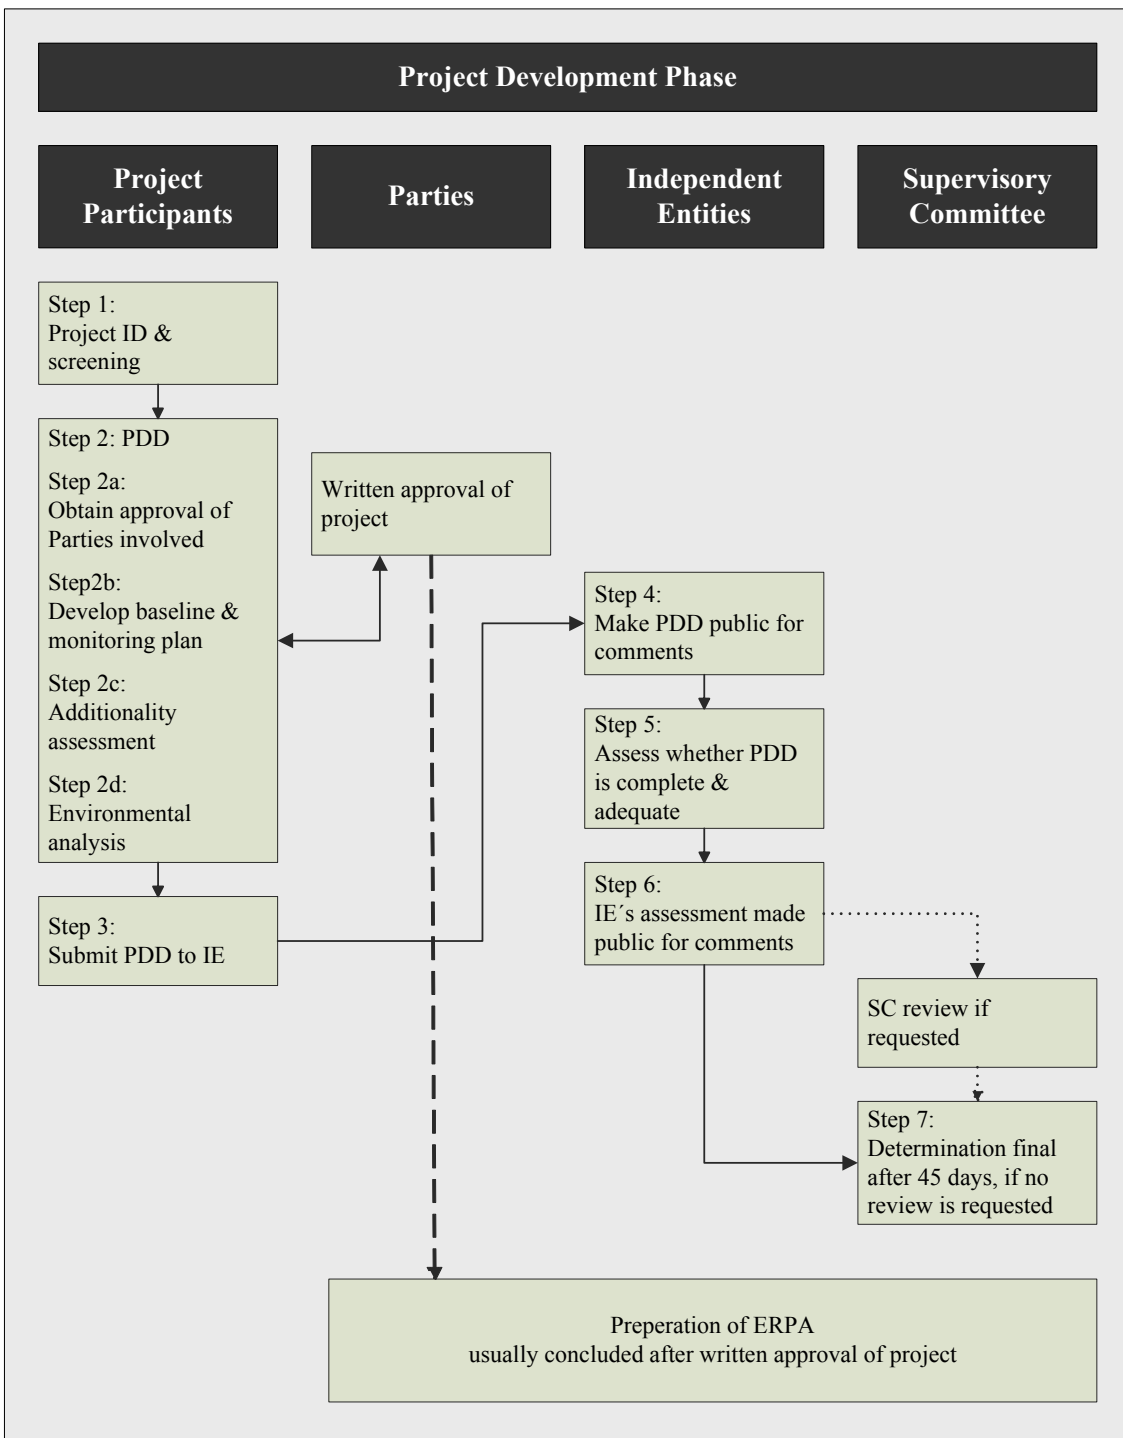 Project Development Phase
Project
Participants
Parties
Independent
Entities
Supervisory
Committee
Step 1:
Project ID &
screening
Step 2: PDD
Step 2a:
Obtain approval of
Parties involved
Step2b:
Develop baseline &
monitoring plan
Step 2c:
Additionality
assessment
Step 2d:
Environmental
analysis
Step 3:
Submit PDD to IE
Written approval of
project
Step 4:
Make PDD public for
comments
Step 5:
Assess whether PDD
is complete &
adequate
Step 6:
IE´s assessment made
public for comments
SC review if
requested
Step 7:
Determination final
after 45 days, if no
review is requested
Preperation of ERPA
usually concluded after written approval of project